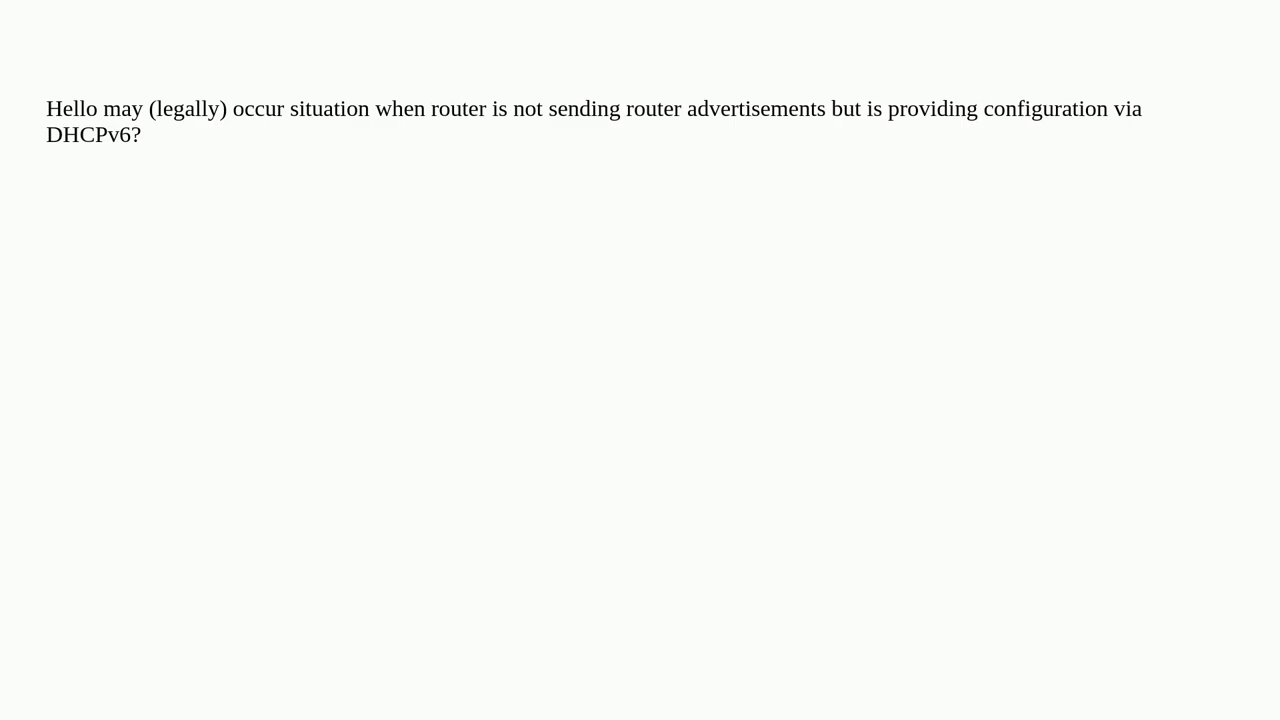 Hello may (legally) occur situation when router is not sending router advertisements but is providing configuration via
DHCPv6?